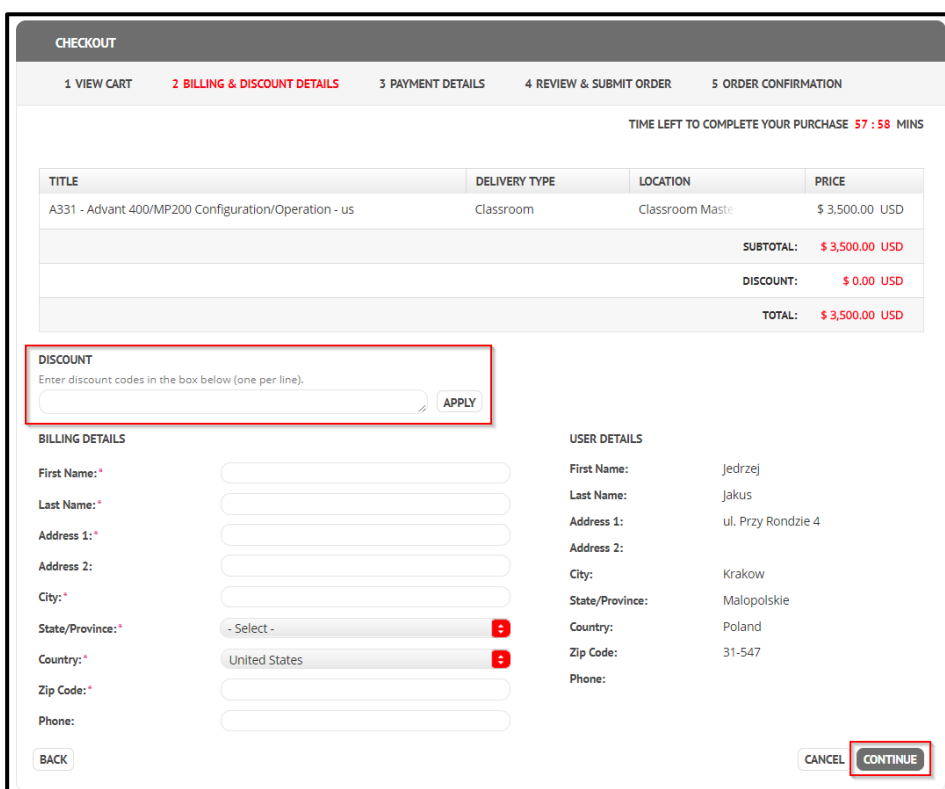 CHECKOUT
1 VIEW CART 2 BILLING & DISCOUNT DETAILS 3 PAYMENT DETAILS 4 REVIEW & SUBMIT ORDER 5 ORDER CONFIRMATION
TIME LEFT TO COMPLETE YOUR PURCHASE 57 : 58 MINS
TITLE DELIVERY TYPE LOCATION PRICE
A331 - Advant 400/MP200 Configuration/Operation - us Classroom Classroom Maste $ 3,500.00 USD
SUBTOTAL: $ 3,500.00 USD
DISCOUNT: $ 0.00 USD
TOTAL: $ 3,500.00 USD
DISCOUNT
Enter discount codes in the box below (one per line).
APPLY
BILLING DETAILS
First Name:*
Last Name:*
Address 1:*
Address 2:
City:*
State/Province:* - Select -
Country:* United States
Zip Code:*
Phone:
USER DETAILS
First Name: Jedrzej
Last Name: Jakus
Address 1: ul. Przy Rondzie 4
Address 2:
City: Krakow
State/Province: Malopolskie
Country: Poland
Zip Code: 31-547
Phone:
BACK CANCEL CONTINUE